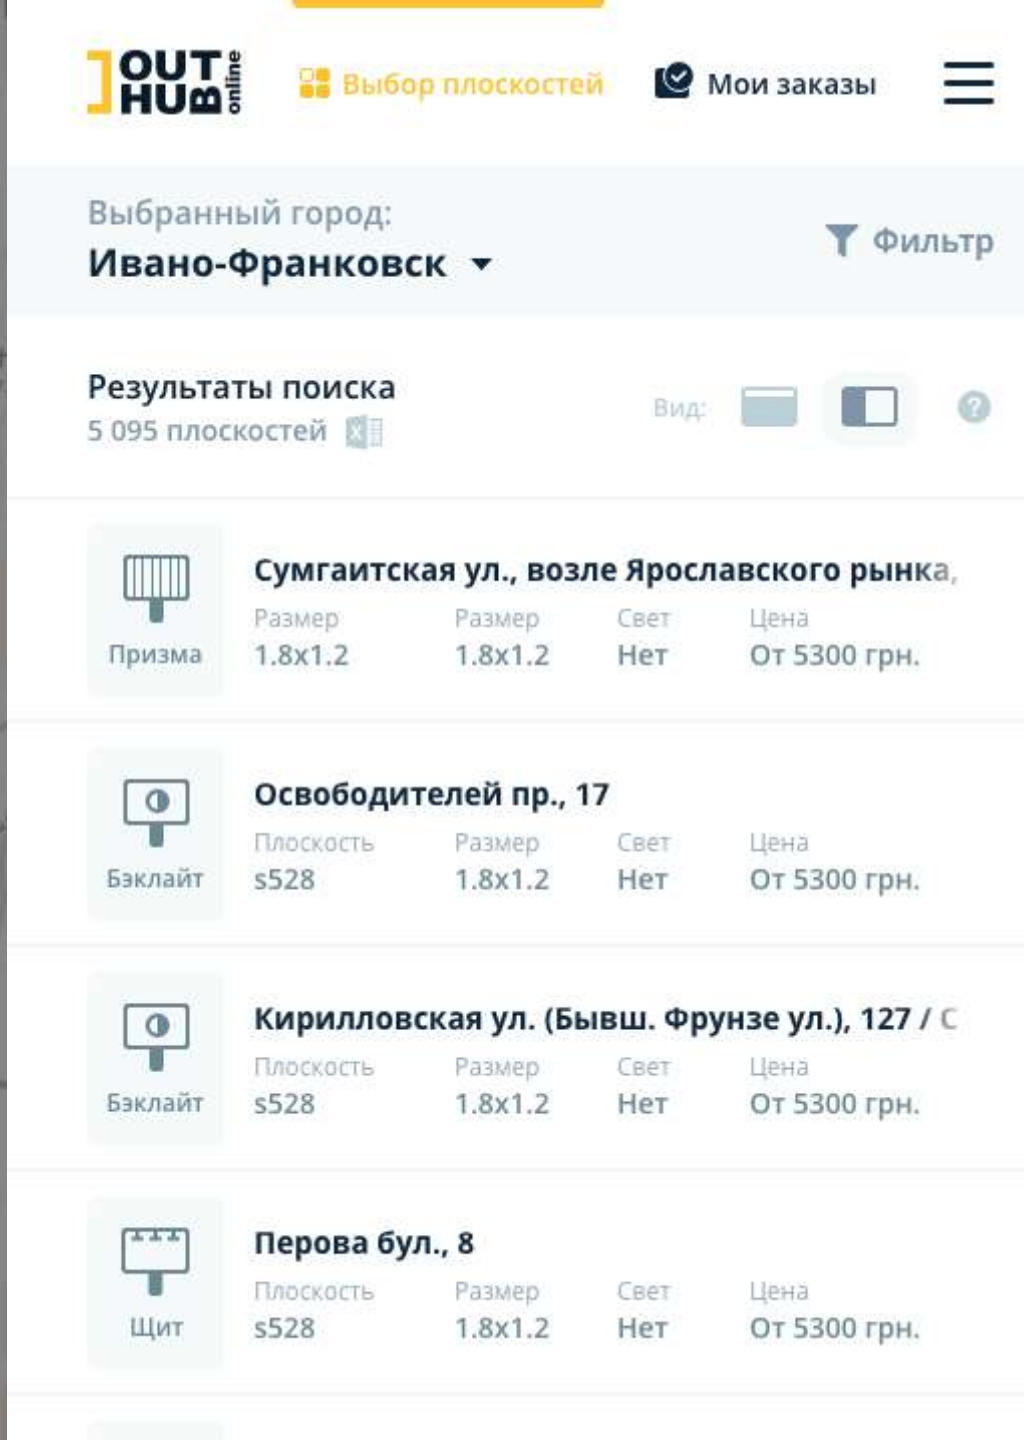 OUT
HUB
online
Выбор плоскостей
Мои заказы
Выбранный город:
Ивано-Франковск
Фильтр
Результаты поиска
5 095 плоскостей
Вид:
?
Сумгаитская ул., возле Ярославского рынка,
Размер Размер Свет Цена
Призма 1.8x1.2 1.8x1.2 Нет От 5300 грн.
Освободителей пр., 17
Плоскость Размер Свет Цена
Бэклайт s528 1.8x1.2 Нет От 5300 грн.
Кирилловская ул. (Бывш. Фрунзе ул.), 127 / С
Плоскость Размер Свет Цена
Бэклайт s528 1.8x1.2 Нет От 5300 грн.
Перова бул., 8
Плоскость Размер Свет Цена
Щит s528 1.8x1.2 Нет От 5300 грн.